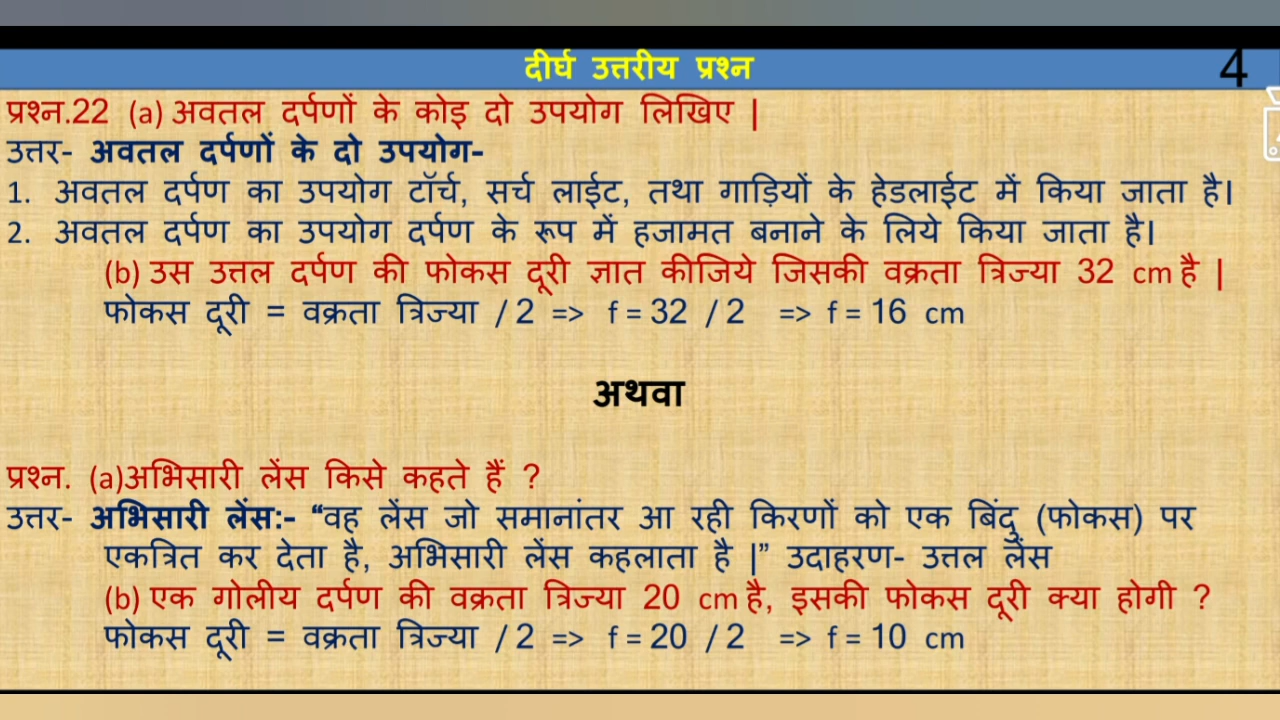 दीर्घ उत्तरीय प्रश्न
4
प्रश्न.22 (a) अवतल दर्पणों के कोइ दो उपयोग लिखिए |
उत्तर- अवतल दर्पणों के दो उपयोग-
1. अवतल दर्पण का उपयोग टॉर्च, सर्च लाईट, तथा गाड़ियों के हेडलाईट में किया जाता है।
2. अवतल दर्पण का उपयोग दर्पण के रूप में हजामत बनाने के लिये किया जाता है।
(b) उस उत्तल दर्पण की फोकस दूरी ज्ञात कीजिये जिसकी वक्रता त्रिज्या 32 cm है |
फोकस दूरी = वक्रता त्रिज्या / 2 => f = 32 / 2 => f = 16 cm
अथवा
प्रश्न. (a)अभिसारी लेंस किसे कहते हैं ?
उत्तर- अभिसारी लेंस:- “वह लेंस जो समानांतर आ रही किरणों को एक बिंदु (फोकस) पर
एकत्रित कर देता है, अभिसारी लेंस कहलाता है |” उदाहरण- उत्तल लेंस
(b) एक गोलीय दर्पण की वक्रता त्रिज्या 20 cm है, इसकी फोकस दूरी क्या होगी ?
फोकस दूरी = वक्रता त्रिज्या / 2 => f = 20 / 2 => f = 10 cm